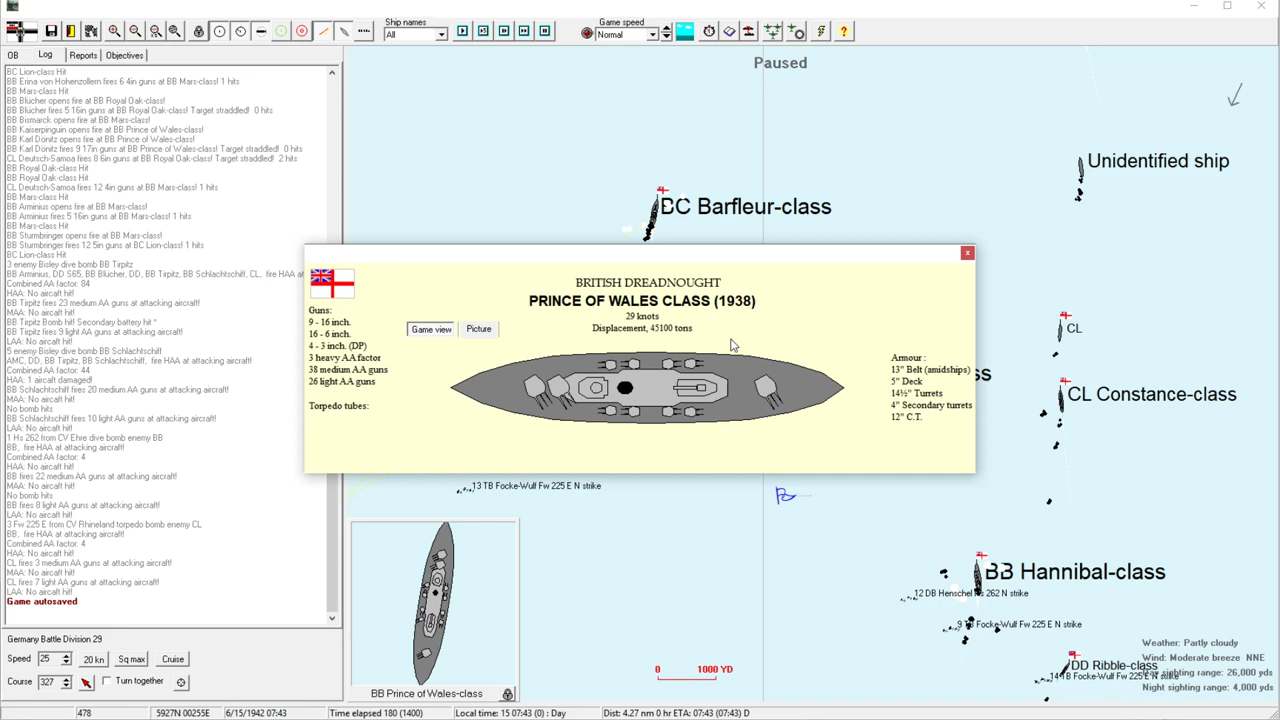 Ship names
All
Game speed
Normal
OB
Log
Reports
Objectives
Paused
BC Lion-class Hit
BB Erina von Hohenzollern fires 6 4in guns at BB Mars-class! 1 hits
BB Mars-class Hit
BB Blücher opens fire at BB Royal Oak-class!
BB Blücher fires 5 16in guns at BB Royal Oak-class! Target straddled!  0 hits
BB Bismarck opens fire at BB Mars-class!
BB Kaiserpinguin opens fire at BB Prince of Wales-class!
BB Karl Dönitz opens fire at BB Prince of Wales-class!
BB Karl Dönitz fires 9 17in guns at BB Prince of Wales-class! Target straddled!  0 hits
CL Deutsch-Samoa fires 8 6in guns at BB Royal Oak-class! Target straddled!  2 hits
BB Royal Oak-class Hit
BB Royal Oak-class Hit
CL Deutsch-Samoa fires 12 4in guns at BB Mars-class! 1 hits
BB Mars-class Hit
BB Arminius opens fire at BB Mars-class!
BB Arminius fires 5 16in guns at BB Mars-class! 1 hits
BB Mars-class Hit
BB Sturmbringer opens fire at BB Mars-class!
BB Sturmbringer fires 12 5in guns at BC Lion-class! 1 hits
BC Lion-class Hit
3 enemy Bisley dive bomb BB Tirpitz
BB Arminius, DD S65, BB Blücher, DD, BB Tirpitz, BB Schlachtschiff, CL,  fire HAA at
Combined AA factor: 84
HAA: No aircaft hit!
BB Tirpitz fires 23 medium AA guns at attacking aircraft!
MAA: No aircaft hit!
BB Tirpitz Bomb hit! Secondary battery hit *
BB Tirpitz fires 9 light AA guns at attacking aircraft!
LAA: No aircaft hit!
5 enemy Bisley dive bomb BB Schlachtschiff
AMC, DD, BB Tirpitz, BB Schlachtschiff,  fire HAA at attacking aircraft!
Combined AA factor: 44
HAA: 1 aircaft damaged!
BB Schlachtschiff fires 20 medium AA guns at attacking aircraft!
MAA: No aircaft hit!
No bomb hits
BB Schlachtschiff fires 10 light AA guns at attacking aircraft!
LAA: No aircaft hit!
1 Hs 262 from CV Ehre dive bomb enemy BB
BB,  fire HAA at attacking aircraft!
Combined AA factor: 4
HAA: No aircaft hit!
BB fires 22 medium AA guns at attacking aircraft!
MAA: No aircaft hit!
No bomb hits
BB fires 8 light AA guns at attacking aircraft!
LAA: No aircaft hit!
3 Fw 225 E from CV Rhineland torpedo bomb enemy CL
BB,  fire HAA at attacking aircraft!
Combined AA factor: 4
HAA: No aircaft hit!
CL fires 3 medium AA guns at attacking aircraft!
MAA: No aircaft hit!
CL fires 7 light AA guns at attacking aircraft!
LAA: No aircaft hit!
Game autosaved
Germany Battle Division 29
Speed 25 20 kn Sq max Cruise
Course 327 Turn together
Unidentified ship
BC Barfleur-class
BRITISH DREADNOUGHT
PRINCE OF WALES CLASS (1938)
29 knots
Displacement, 45100 tons
Guns:
9 - 16 inch.
16 - 6 inch.
4 - 3 inch. (DP)
3 heavy AA factor
38 medium AA guns
26 light AA guns
Torpedo tubes:
Game view
Picture
Armour :
13" Belt (amidships)
5" Deck
14½" Turrets
4" Secondary turrets
12" C.T.
CL
ss
CL Constance-class
13 TB Focke-Wulf Fw 225 E N strike
BB Hannibal-class
12 DB Henschel Hs 262 N strike
9 TB Focke-Wulf Fw 225 E N strike
DD Ribble-class
14 TB Focke-Wulf Fw 225 E N strike
Weather: Partly cloudy
Wind: Moderate breeze  NNE
sighting range: 26,000 yds
Night sighting range: 4,000 yds
0 1000 YD
BB Prince of Wales-class
478
5927N 00255E
6/15/1942 07:43
Time elapsed 180 (1400)
Local time: 15 07:43 (0) : Day
Dist: 4.27 nm 0 hr ETA: 07:43 (07:43) D